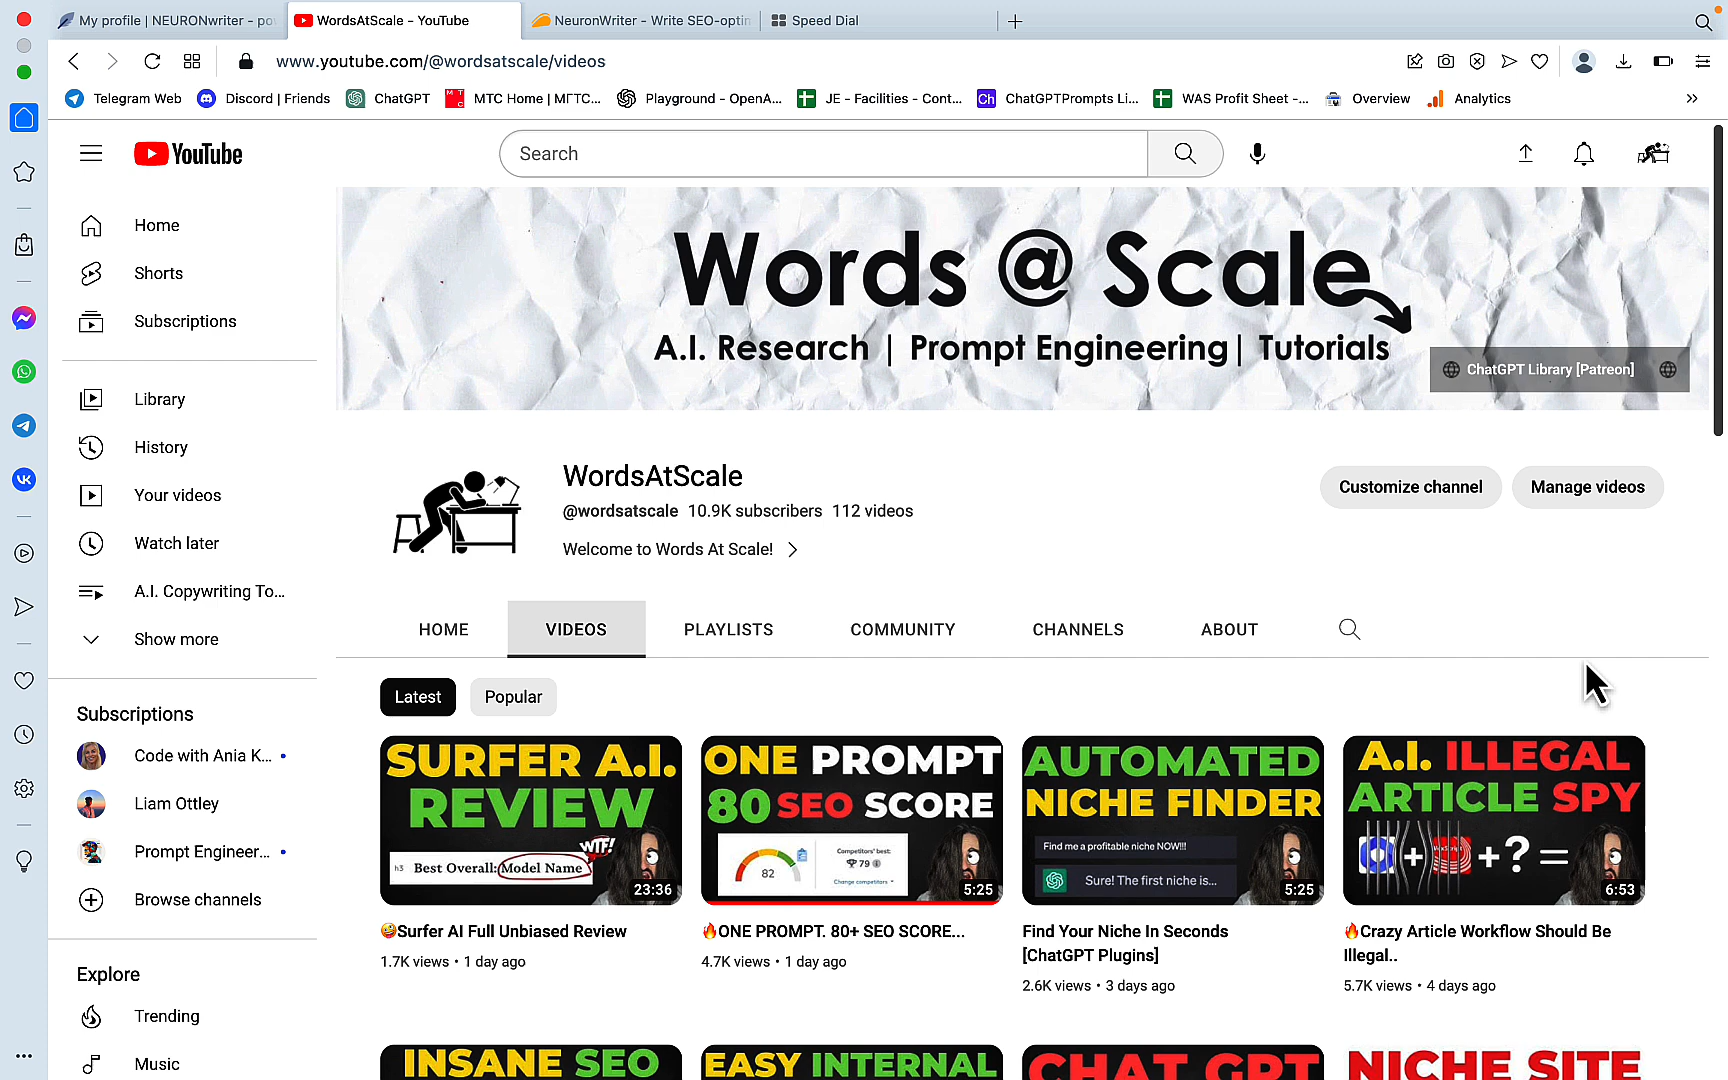 My profile | NEURONwriter - po
WordsAtScale - YouTube
NeuronWriter - Write SEO-optin
Speed Dial
www.youtube.com/@wordsatscale/videos
Telegram Web
Discord | Friends
ChatGPT
MTC Home | МГТС...
Playground - OpenA...
JE - Facilities - Cont...
Ch
ChatGPTPrompts Li...
WAS Profit Sheet -...
Overview
Analytics
YouTube
Search
Home
Shorts
Subscriptions
Library
History
Your videos
Watch later
A.I. Copywriting To...
Show more
Subscriptions
Code with Ania K...
Liam Ottley
Prompt Engineer...
Browse channels
Explore
Trending
Music
Words @ Scale
A.I. Research | Prompt Engineering| Tutorials
ChatGPT Library [Patreon]
WordsAtScale
@wordsatscale 10.9K subscribers 112 videos
Welcome to Words At Scale!
Customize channel
Manage videos
HOME
VIDEOS
PLAYLISTS
COMMUNITY
CHANNELS
ABOUT
Latest
Popular
SURFER A.I.
REVIEW
WTF!
h3 Best Overall: Model Name
23:36
🤪Surfer AI Full Unbiased Review
1.7K views • 1 day ago
ONE PROMPT
80 SEO SCORE
82
Competitors' best:
79
Change competitors
5:25
🔥ONE PROMPT. 80+ SEO SCORE...
4.7K views • 1 day ago
AUTOMATED
NICHE FINDER
Find me a profitable niche NOW!!!
Sure! The first niche is...
5:25
Find Your Niche In Seconds
[ChatGPT Plugins]
2.6K views • 3 days ago
A.I. ILLEGAL
ARTICLE SPY
+ + ? =
6:53
🔥Crazy Article Workflow Should Be
Illegal..
5.7K views • 4 days ago
INSANE SEO
EASY INTERNAL
CHAT GPT
NICHE SITE